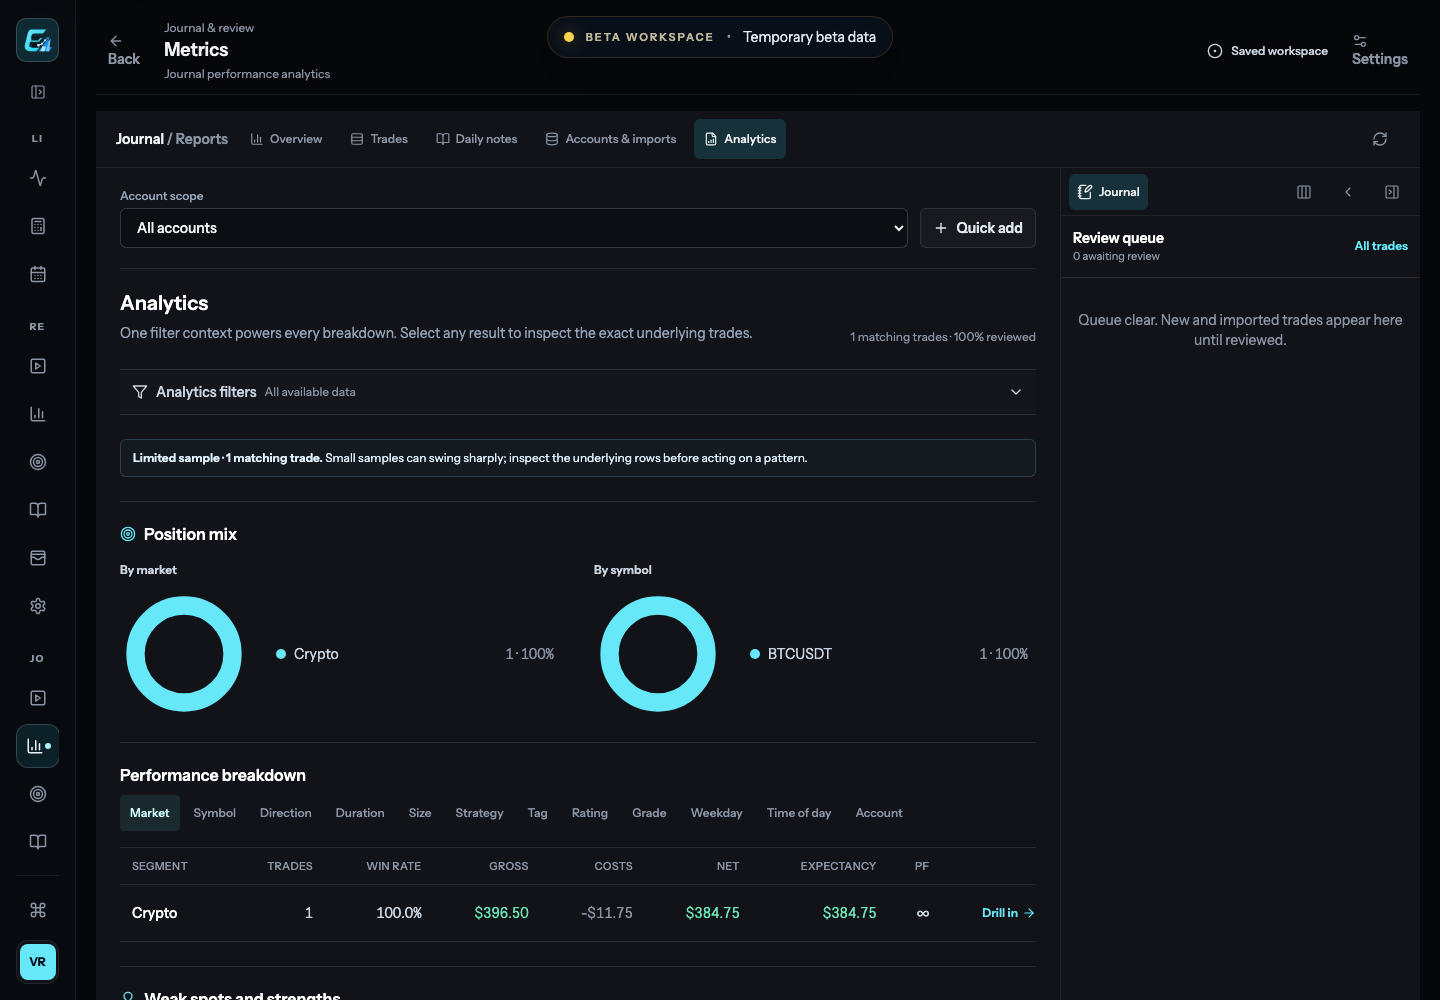 Back
Journal & review
Metrics
Journal performance analytics
BETA WORKSPACE · Temporary beta data
Saved workspace
Settings
LI
RE
JO
VR
Journal / Reports
Overview
Trades
Daily notes
Accounts & imports
Analytics
Account scope
All accounts
Quick add
Analytics
One filter context powers every breakdown. Select any result to inspect the exact underlying trades.
1 matching trades · 100% reviewed
Analytics filters All available data
Limited sample · 1 matching trade. Small samples can swing sharply; inspect the underlying rows before acting on a pattern.
Position mix
By market
Crypto 1 · 100%
By symbol
BTCUSDT 1 · 100%
Performance breakdown
Market Symbol Direction Duration Size Strategy Tag Rating Grade Weekday Time of day Account
SEGMENT TRADES WIN RATE GROSS COSTS NET EXPECTANCY PF
Crypto 1 100.0% $396.50 -$11.75 $384.75 $384.75 ∞ Drill in →
Weak spots and strengths
Journal
Review queue
0 awaiting review
All trades
Queue clear. New and imported trades appear here
until reviewed.